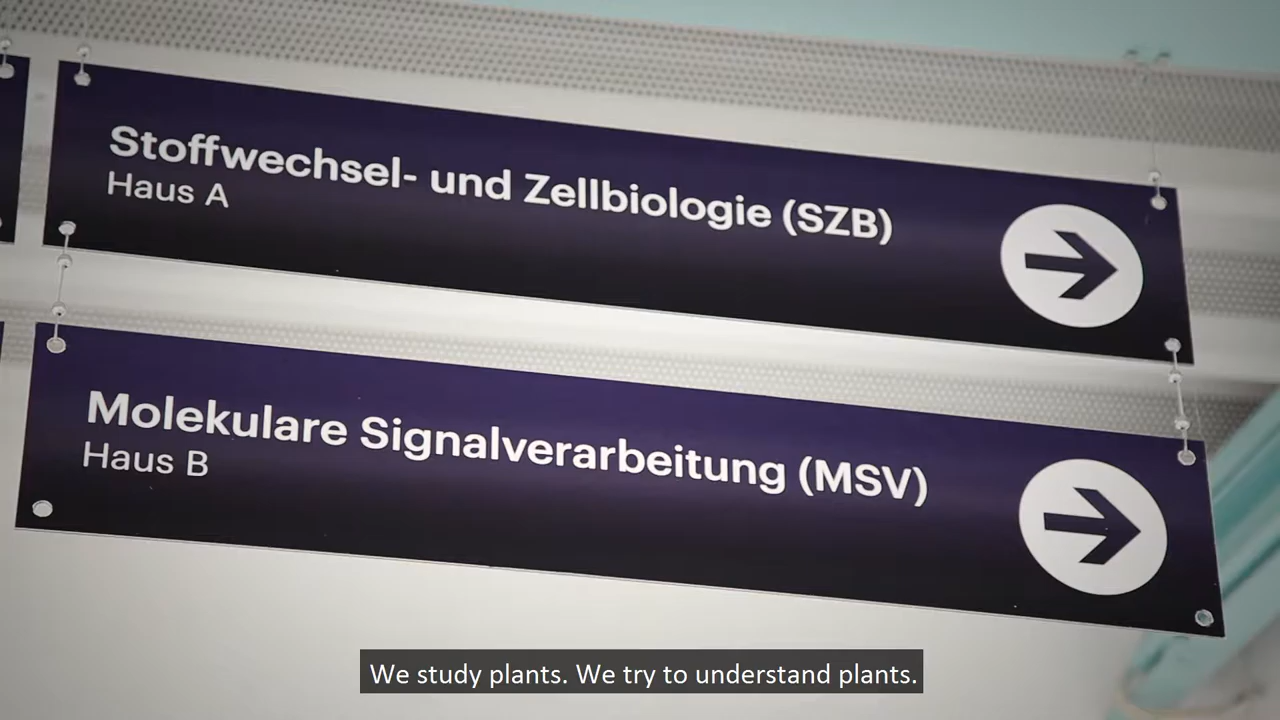 Stoffwechsel- und Zellbiologie (SZB)
Haus A
Molekulare Signalverarbeitung (MSV)
Haus B
We study plants. We try to understand plants.